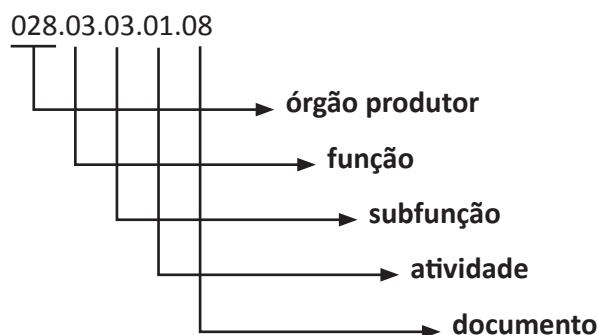 028.03.03.01.08
órgão produtor
função
subfunção
atividade
documento